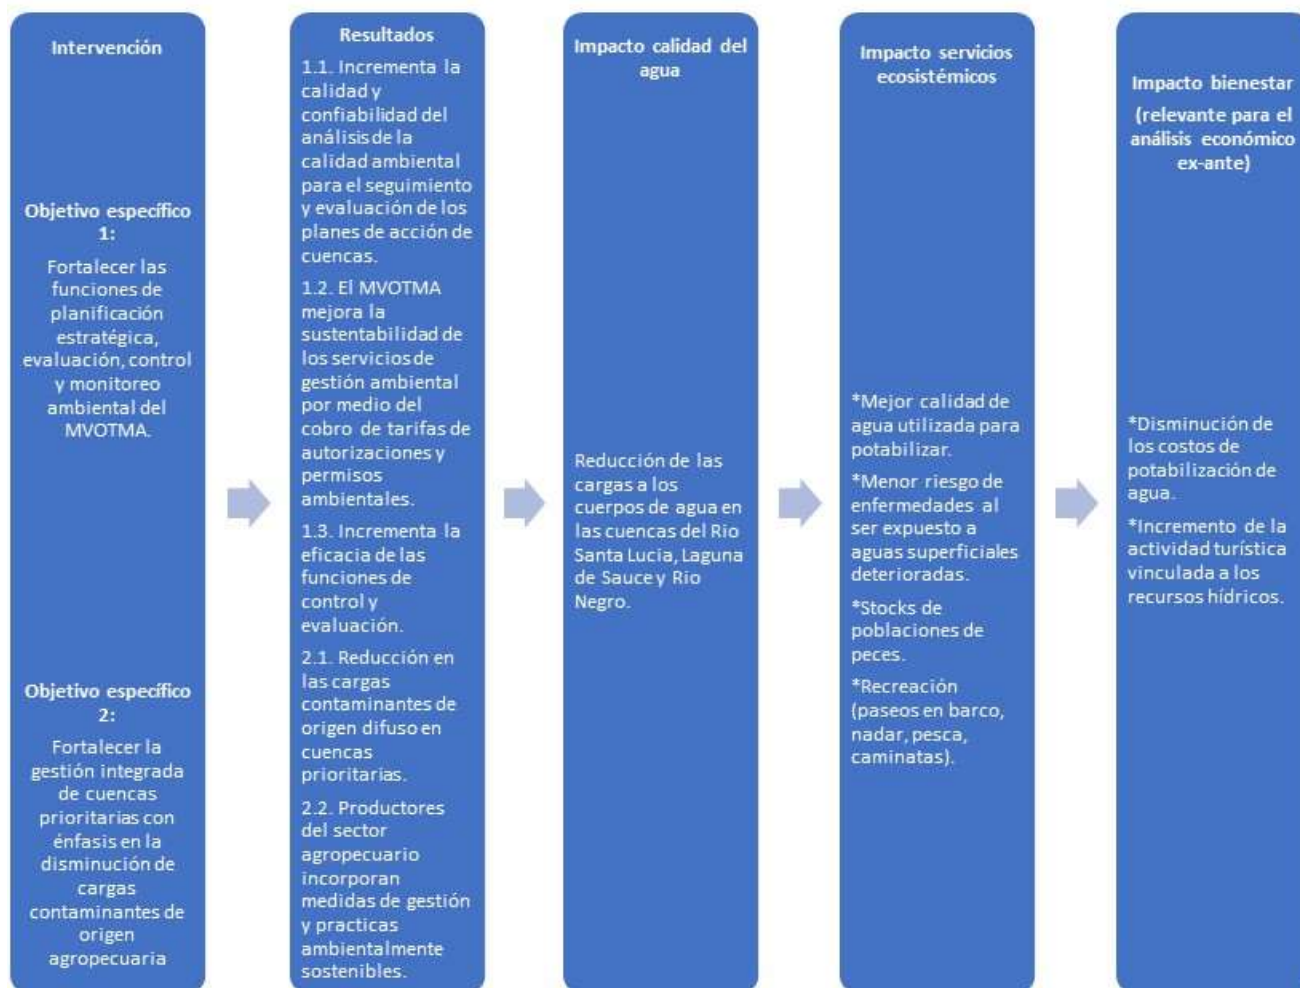 Intervención
Objetivo específico
1:
Fortalecer las
funciones de
planificación
estratégica,
evaluación, control
y monitoreo
ambiental del
MVOTMA.
Objetivo específico
2:
Fortalecer la
gestión integrada
de cuencas
prioritarias con
énfasis en la
disminución de
cargas
contaminantes de
origen
agropecuaria
Resultados
1.1. Incrementa la
calidad y
confiabilidad del
análisis de la
calidad ambiental
para el seguimiento
y evaluación de los
planes de acción de
cuencas.
1.2. El MVOTMA
mejora la
sustentabilidad de
los servicios de
gestión ambiental
por medio del
cobro de tarifas de
autorizaciones y
permisos
ambientales.
1.3. Incrementa la
eficacia de las
funciones de
control y
evaluación.
2.1. Reducción en
las cargas
contaminantes de
origen difuso en
cuencas
prioritarias.
2.2. Productores
del sector
agropecuario
incorporan
medidas de gestión
y practicas
ambientalmente
sostenibles.
Impacto calidad del
agua
Reducción de las
cargas a los
cuerpos de agua en
las cuencas del Rio
Santa Lucia, Laguna
de Sauce y Rio
Negro.
Impacto servicios
ecosistémicos
*Mejor calidad de
agua utilizada para
potabilizar.
*Menor riesgo de
enfermedades al
ser expuesto a
aguas superficiales
deterioradas.
*Stocks de
poblaciones de
peces.
*Recreación
(paseos en barco,
nadar, pesca,
caminatas).
Impacto bienestar
(relevante para el
análisis económico
ex-ante)
*Disminución de
los costos de
potabilización de
agua.
*Incremento de la
actividad turística
vinculada a los
recursos hídricos.